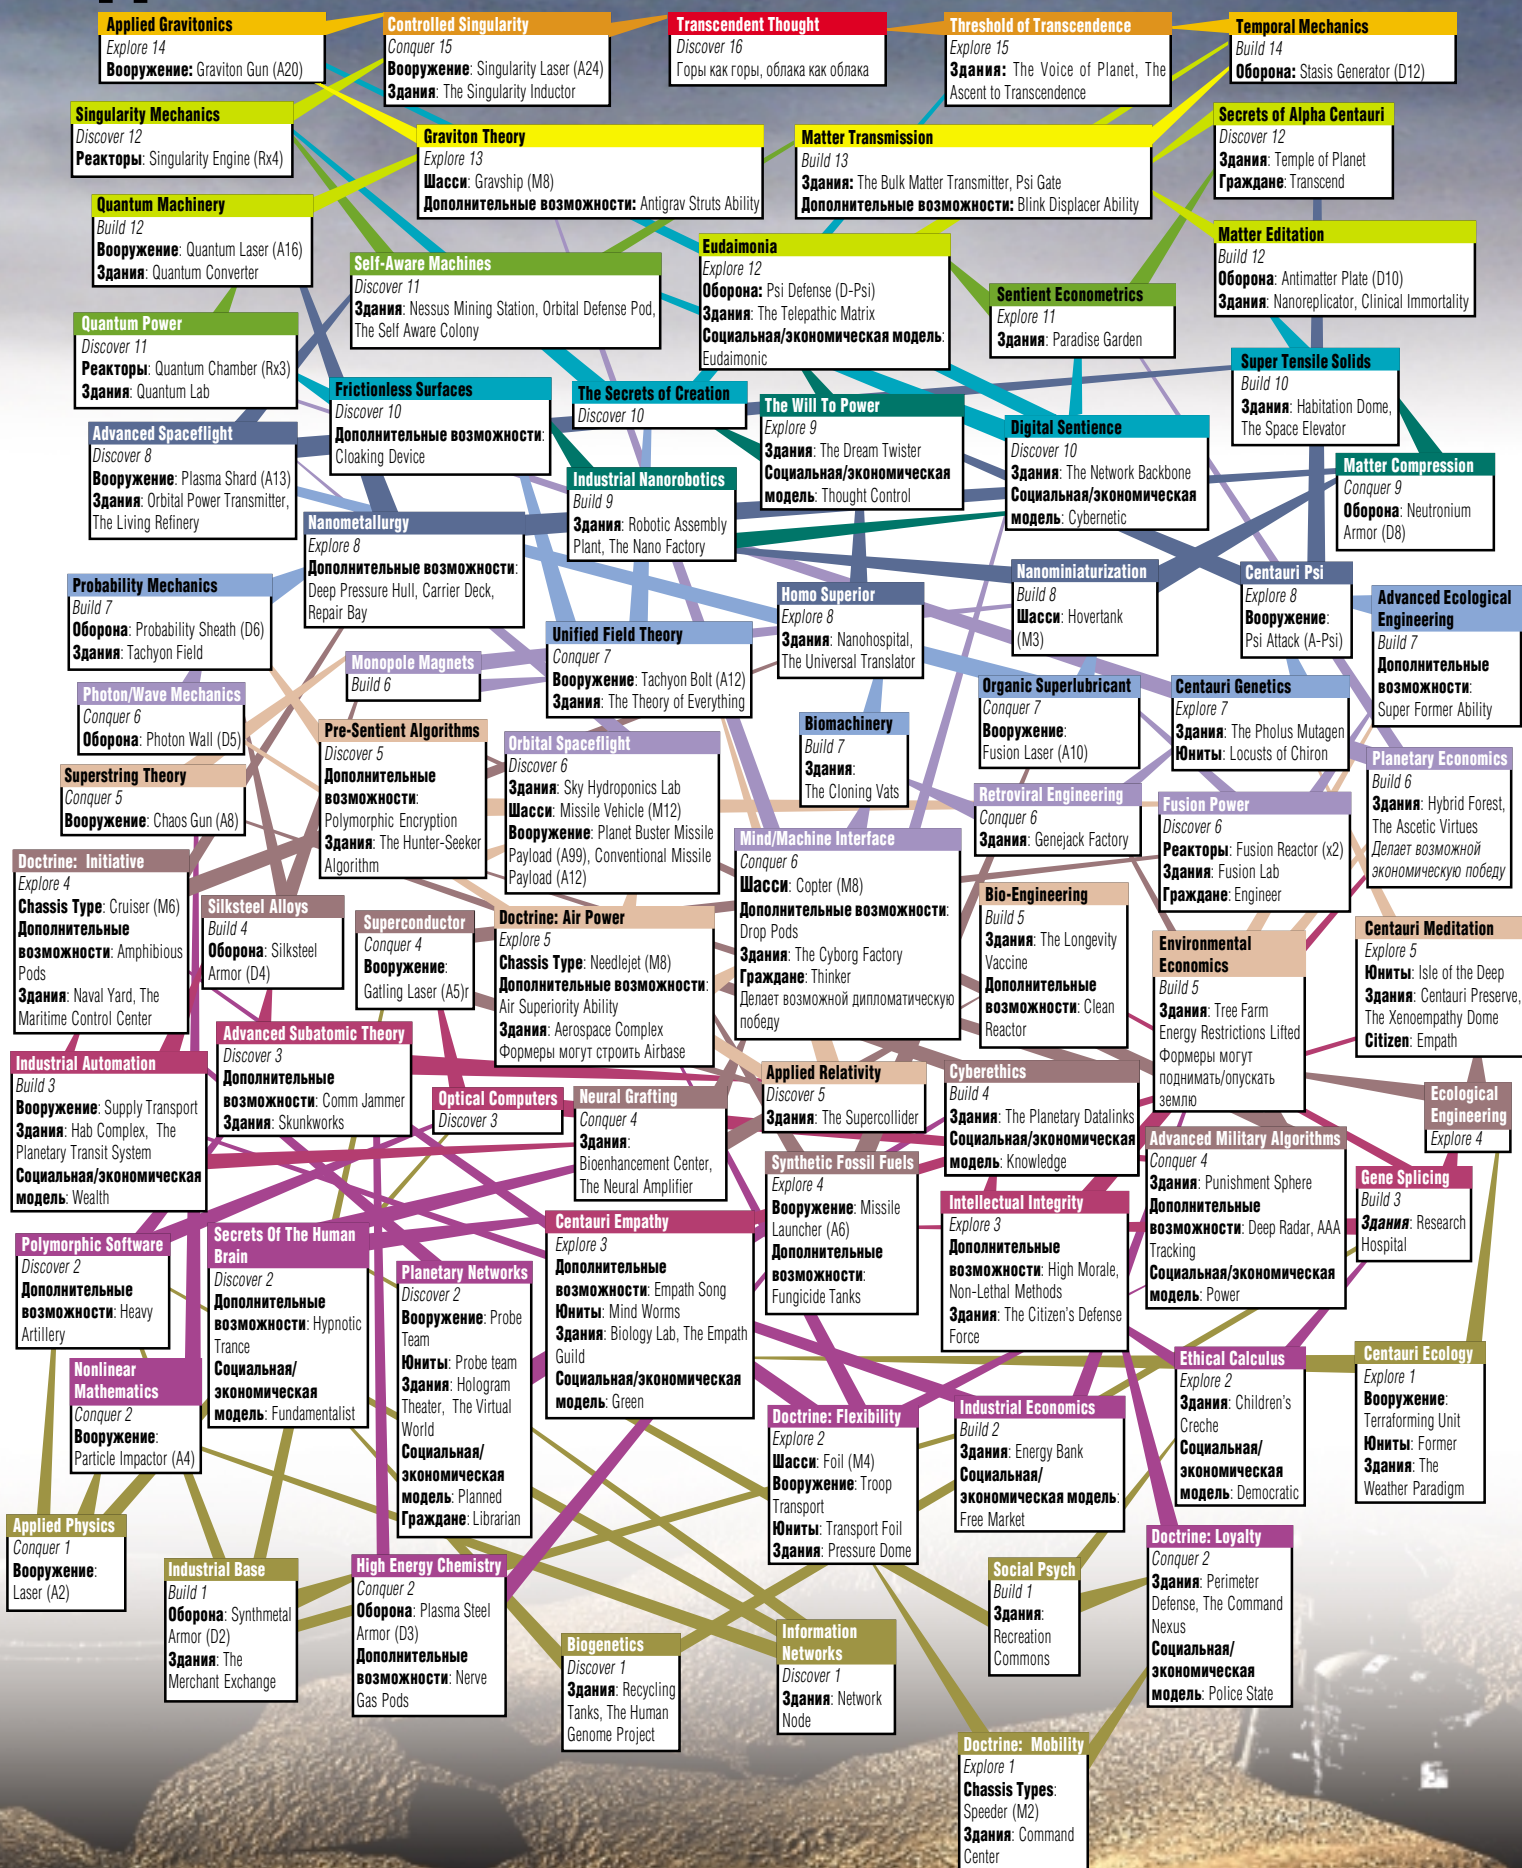 Applied Gravitonics
Explore 14
Вооружение: Graviton Gun (A20)
Controlled Singularity
Conquer 15
Вооружение: Singularity Laser (A24)
Здания: The Singularity Inductor
Transcendent Thought
Discover 16
Горы как горы, облака как облака
Threshold of Transcendence
Explore 15
Здания: The Voice of Planet, The
Ascent to Transcendence
Temporal Mechanics
Build 14
Оборона: Stasis Generator (D12)
Singularity Mechanics
Discover 12
Реакторы: Singularity Engine (Rx4)
Graviton Theory
Explore 13
Шасси: Gravship (M8)
Дополнительные возможности: Antigrav Struts Ability
Matter Transmission
Build 13
Здания: The Bulk Matter Transmitter, Psi Gate
Дополнительные возможности: Blink Displacer Ability
Secrets of Alpha Centauri
Discover 12
Здания: Temple of Planet
Граждане: Transcend
Quantum Machinery
Build 12
Вооружение: Quantum Laser (A16)
Здания: Quantum Converter
Self-Aware Machines
Discover 11
Здания: Nessus Mining Station, Orbital Defense Pod,
The Self Aware Colony
Eudaimonia
Explore 12
Оборона: Psi Defense (D-Psi)
Здания: The Telepathic Matrix
Социальная/экономическая модель:
Eudaimonic
Sentient Econometrics
Explore 11
Здания: Paradise Garden
Matter Editation
Build 12
Оборона: Antimatter Plate (D10)
Здания: Nanoreplicator, Clinical Immortality
Quantum Power
Discover 11
Реакторы: Quantum Chamber (Rx3)
Здания: Quantum Lab
Frictionless Surfaces
Discover 10
Дополнительные возможности:
Cloaking Device
The Secrets of Creation
Discover 10
The Will To Power
Explore 9
Здания: The Dream Twister
Социальная/экономическая
модель: Thought Control
Digital Sentience
Discover 10
Здания: The Network Backbone
Социальная/экономическая
модель: Cybernetic
Super Tensile Solids
Build 10
Здания: Habitation Dome,
The Space Elevator
Advanced Spaceflight
Discover 8
Вооружение: Plasma Shard (A13)
Здания: Orbital Power Transmitter,
The Living Refinery
Industrial Nanorobotics
Build 9
Здания: Robotic Assembly
Plant, The Nano Factory
Matter Compression
Conquer 9
Оборона: Neutronium
Armor (D8)
Nanometallurgy
Explore 8
Дополнительные возможности:
Deep Pressure Hull, Carrier Deck,
Repair Bay
Probability Mechanics
Build 7
Оборона: Probability Sheath (D6)
Здания: Tachyon Field
Homo Superior
Explore 8
Здания: Nanohospital,
The Universal Translator
Nanominiaturization
Build 8
Шасси: Hovertank
(M3)
Centauri Psi
Explore 8
Вооружение:
Psi Attack (A-Psi)
Advanced Ecological
Engineering
Build 7
Дополнительные
возможности:
Super Former Ability
Unified Field Theory
Conquer 7
Вооружение: Tachyon Bolt (A12)
Здания: The Theory of Everything
Monopole Magnets
Build 6
Photon/Wave Mechanics
Conquer 6
Оборона: Photon Wall (D5)
Organic Superlubricant
Conquer 7
Вооружение:
Fusion Laser (A10)
Centauri Genetics
Explore 7
Здания: The Pholus Mutagen
Юниты: Locusts of Chiron
Biomachinery
Build 7
Здания:
The Cloning Vats
Pre-Sentient Algorithms
Discover 5
Дополнительные
возможности:
Polymorphic Encryption
Здания: The Hunter-Seeker
Algorithm
Orbital Spaceflight
Discover 6
Здания: Sky Hydroponics Lab
Шасси: Missile Vehicle (M12)
Вооружение: Planet Buster Missile
Payload (A99), Conventional Missile
Payload (A12)
Planetary Economics
Build 6
Здания: Hybrid Forest,
The Ascetic Virtues
Делает возможной
экономическую победу
Superstring Theory
Conquer 5
Вооружение: Chaos Gun (A8)
Retroviral Engineering
Conquer 6
Здания: Genejack Factory
Fusion Power
Discover 6
Реакторы: Fusion Reactor (x2)
Здания: Fusion Lab
Граждане: Engineer
Mind/Machine Interface
Conquer 6
Шасси: Copter (M8)
Дополнительные возможности:
Drop Pods
Здания: The Cyborg Factory
Граждане: Thinker
Делает возможной дипломатическую
победу
Doctrine: Initiative
Explore 4
Chassis Type: Cruiser (M6)
Дополнительные
возможности: Amphibious
Pods
Здания: Naval Yard, The
Maritime Control Center
Silksteel Alloys
Build 4
Оборона: Silksteel
Armor (D4)
Superconductor
Conquer 4
Вооружение:
Gatling Laser (A5)r
Doctrine: Air Power
Explore 5
Chassis Type: Needlejet (M8)
Дополнительные возможности:
Air Superiority Ability
Здания: Aerospace Complex
Формеры могут строить Airbase
Bio-Engineering
Build 5
Здания: The Longevity
Vaccine
Дополнительные
возможности: Clean
Reactor
Environmental
Economics
Build 5
Здания: Tree Farm
Energy Restrictions Lifted
Формеры могут
поднимать/опускать
землю
Centauri Meditation
Explore 5
Юниты: Isle of the Deep
Здания: Centauri Preserve,
The Xenoempathy Dome
Citizen: Empath
Advanced Subatomic Theory
Discover 3
Дополнительные
возможности: Comm Jammer
Здания: Skunkworks
Industrial Automation
Build 3
Вооружение: Supply Transport
Здания: Hab Complex, The
Planetary Transit System
Социальная/экономическая
модель: Wealth
Optical Computers
Discover 3
Neural Grafting
Conquer 4
Здания:
Bioenhancement Center,
The Neural Amplifier
Applied Relativity
Discover 5
Здания: The Supercollider
Cyberethics
Build 4
Здания: The Planetary Datalinks
Социальная/экономическая
модель: Knowledge
Ecological
Engineering
Explore 4
Advanced Military Algorithms
Conquer 4
Здания: Punishment Sphere
Дополнительные
возможности: Deep Radar, AAA
Tracking
Социальная/экономическая
модель: Power
Synthetic Fossil Fuels
Explore 4
Вооружение: Missile
Launcher (A6)
Дополнительные
возможности:
Fungicide Tanks
Gene Splicing
Build 3
Здания: Research
Hospital
Intellectual Integrity
Explore 3
Дополнительные
возможности: High Morale,
Non-Lethal Methods
Здания: The Citizen's Defense
Force
Centauri Empathy
Explore 3
Дополнительные
возможности: Empath Song
Юниты: Mind Worms
Здания: Biology Lab, The Empath
Guild
Социальная/экономическая
модель: Green
Polymorphic Software
Discover 2
Дополнительные
возможности: Heavy
Artillery
Secrets Of The Human
Brain
Discover 2
Дополнительные
возможности: Hypnotic
Trance
Социальная/
экономическая
модель: Fundamentalist
Planetary Networks
Discover 2
Вооружение: Probe
Team
Юниты: Probe team
Здания: Hologram
Theater, The Virtual
World
Социальная/
экономическая
модель: Planned
Граждане: Librarian
Nonlinear
Mathematics
Conquer 2
Вооружение:
Particle Impactor (A4)
Ethical Calculus
Explore 2
Здания: Children's
Creche
Социальная/
экономическая
модель: Democratic
Centauri Ecology
Explore 1
Вооружение:
Terraforming Unit
Юниты: Former
Здания: The
Weather Paradigm
Doctrine: Flexibility
Explore 2
Шасси: Foil (M4)
Вооружение: Troop
Transport
Юниты: Transport Foil
Здания: Pressure Dome
Industrial Economics
Build 2
Здания: Energy Bank
Социальная/
экономическая модель:
Free Market
Applied Physics
Conquer 1
Вооружение:
Laser (A2)
Industrial Base
Build 1
Оборона: Synthmetal
Armor (D2)
Здания: The
Merchant Exchange
High Energy Chemistry
Conquer 2
Оборона: Plasma Steel
Armor (D3)
Дополнительные
возможности: Nerve
Gas Pods
Doctrine: Loyalty
Conquer 2
Здания: Perimeter
Defense, The Command
Nexus
Социальная/
экономическая
модель: Police State
Social Psych
Build 1
Здания:
Recreation
Commons
Biogenetics
Discover 1
Здания: Recycling
Tanks, The Human
Genome Project
Information
Networks
Discover 1
Здания: Network
Node
Doctrine: Mobility
Explore 1
Chassis Types:
Speeder (M2)
Здания: Command
Center